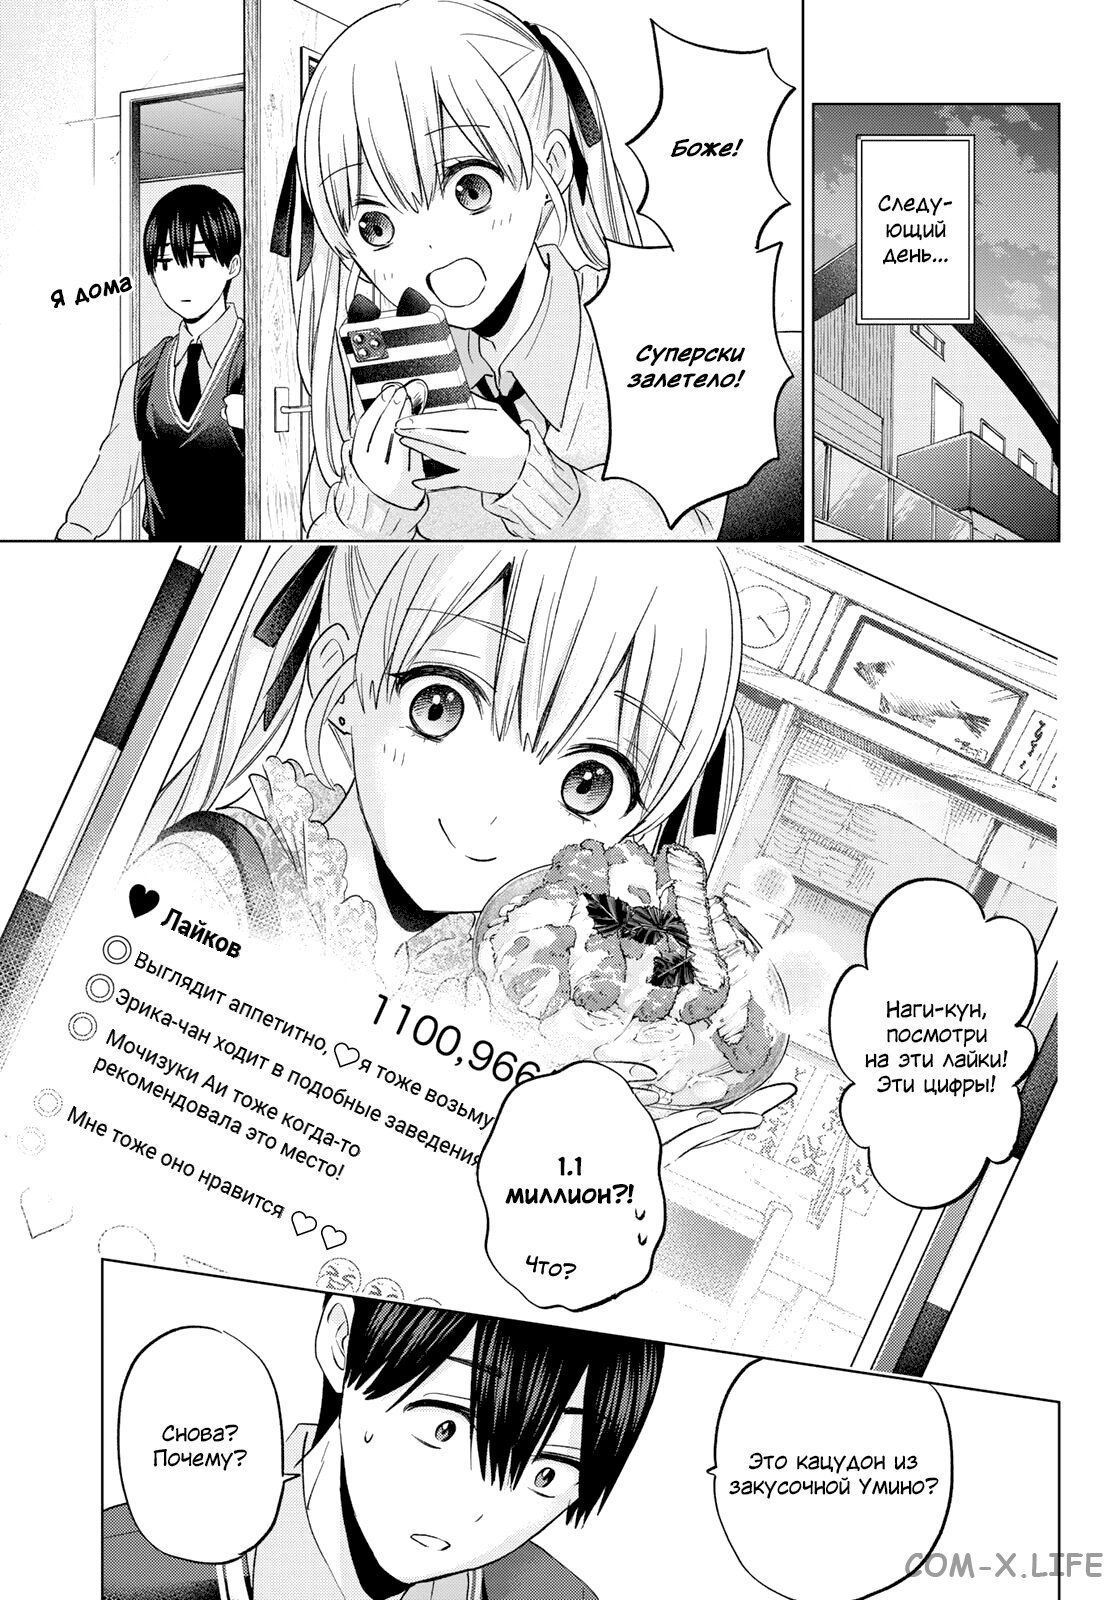 Следу-
ющий
день...
Боже!
Суперски
залетело!
Я дома
Наги-кун,
посмотри
на эти лайки!
Эти цифры!
♥ Лайков
1100,966
Выглядит аппетитно, ♡я тоже возьму
Эрика-чан ходит в подобные заведения
Мочизуки Аи тоже когда-то
рекомендовала это место!
Мне тоже оно нравится ♡♡
1.1
миллион?!
Что?
Это кацудон из
закусочной Умино?
Снова?
Почему?
COM-X.LIFE